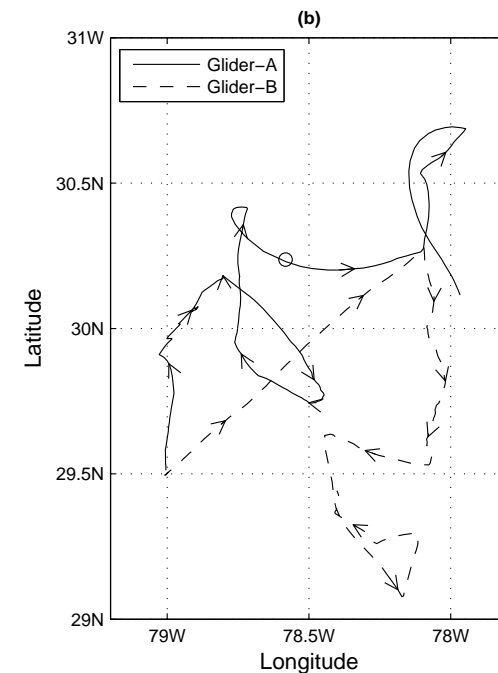 (b)
31W
Glider−A
Glider−B
30.5N
30N
29.5N
29N
Latitude
79W
78.5W
78W
Longitude